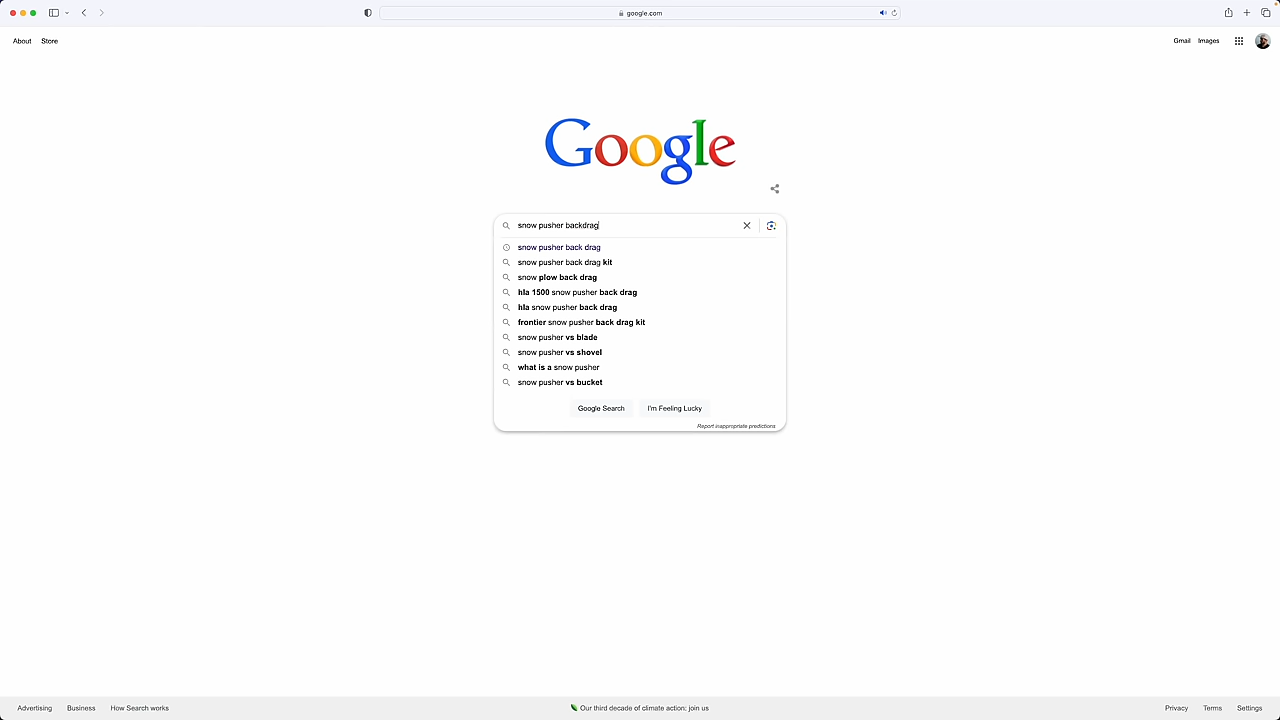 google.com
About Store Gmail Images
Google
snow pusher backdrag
snow pusher back drag
snow pusher back drag kit
snow plow back drag
hla 1500 snow pusher back drag
hla snow pusher back drag
frontier snow pusher back drag kit
snow pusher vs blade
snow pusher vs shovel
what is a snow pusher
snow pusher vs bucket
Google Search I'm Feeling Lucky
Report inappropriate predictions
Advertising Business How Search works Our third decade of climate action: join us Privacy Terms Settings